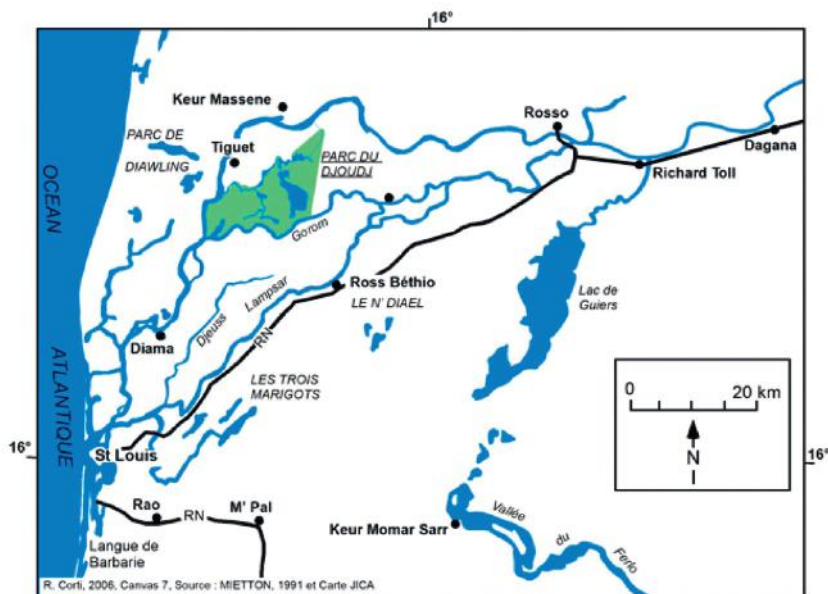 16°
Keur Massene
Rosso
PARC DE
DIAWLING
Tiguet
PARC DU
DJOUDJ
Dagana
Richard Toll
OCEAN
ATLANTIQUE
Gorom
Ross Béthio
LE N' DIAEL
Lac de
Guiers
Lampsar
Djeuss
RN
Diama
LES TROIS
MARIGOTS
0 20 km
N
16°
St Louis
16°
Rao
RN
M' Pal
Keur Momar Sarr
Vallée
du
Ferlo
Langue de
Barbarie
R. Corti, 2006, Canvas 7, Source : MIETTON, 1991 et Carte JICA